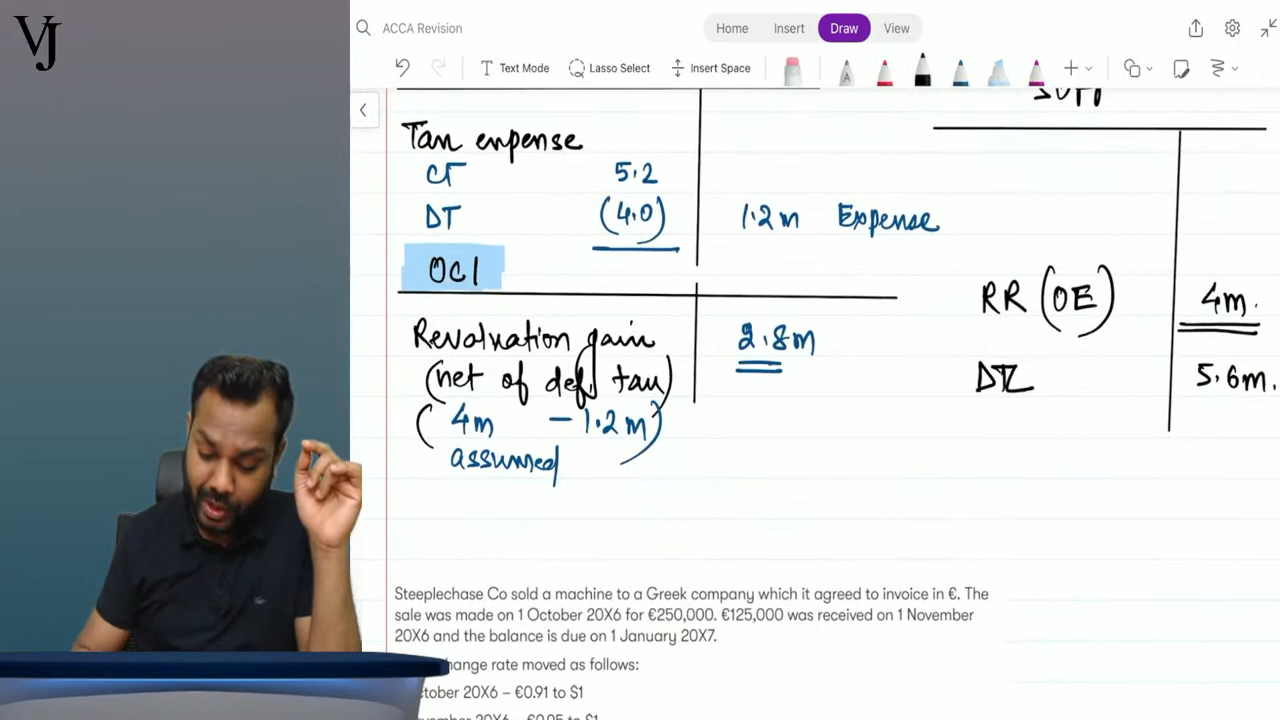 VJ
ACCA Revision
Home Insert Draw View
Text Mode Lasso Select Insert Space
Tax expense
CT 5.2
DT (4.0) 1.2m Expense
OCI
Revaluation gain 2.8m
(net of def. tax)
( 4m - 1.2m)
assumed
RR (OE) 4m.
DTL 5.6m.
Steeplechase Co sold a machine to a Greek company which it agreed to invoice in €. The
sale was made on 1 October 20X6 for €250,000. €125,000 was received on 1 November
20X6 and the balance is due on 1 January 20X7.
hange rate moved as follows:
tober 20X6 – €0.91 to $1